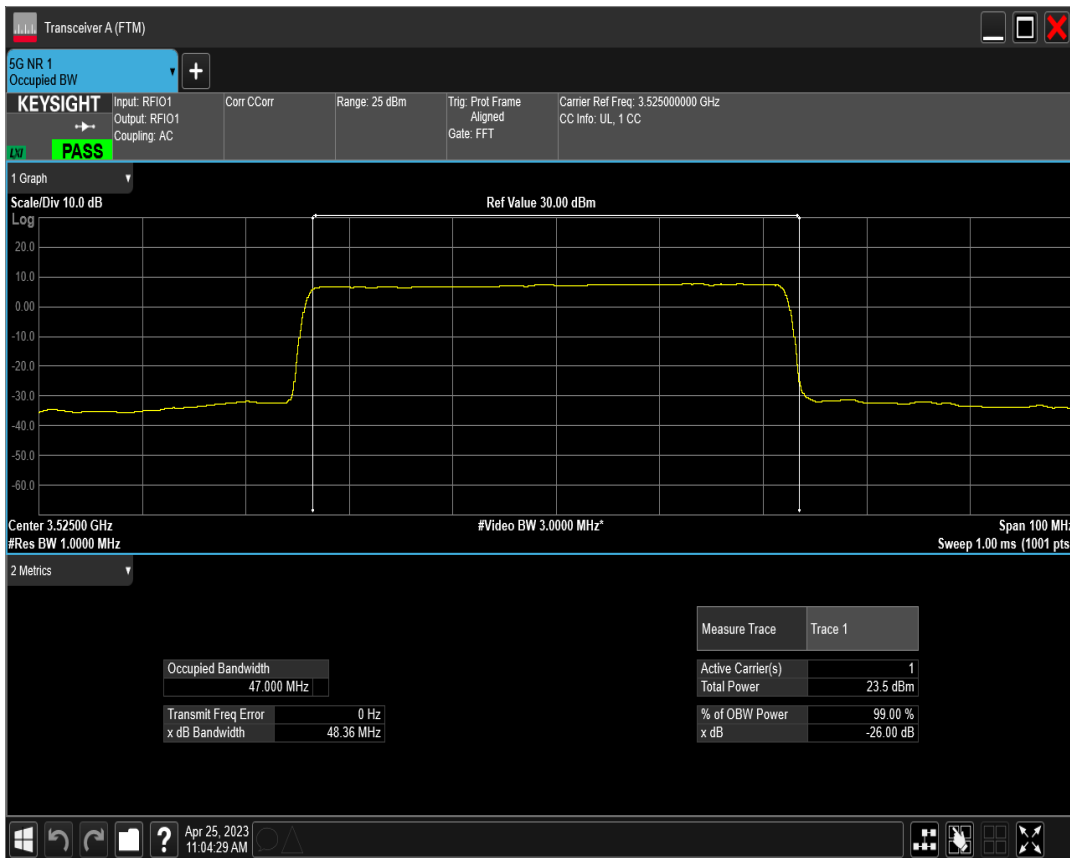 Transceiver A (FTM)
5G NR 1
Occupied BW
+
KEYSIGHT
LXI
PASS
Input: RFIO1
Output: RFIO1
Coupling: AC
Corr CCorr
Range: 25 dBm
Trig: Prot Frame
Aligned
Gate: FFT
Carrier Ref Freq: 3.525000000 GHz
CC Info: UL, 1 CC
1 Graph
Scale/Div 10.0 dB
Ref Value 30.00 dBm
Log
20.0
10.0
0.00
-10.0
-20.0
-30.0
-40.0
-50.0
-60.0
Center 3.52500 GHz
#Video BW 3.0000 MHz*
Span 100 MHz
#Res BW 1.0000 MHz
Sweep 1.00 ms (1001 pts
2 Metrics
Measure Trace Trace 1
Occupied Bandwidth
47.000 MHz
Active Carrier(s) 1
Total Power 23.5 dBm
Transmit Freq Error 0 Hz
x dB Bandwidth 48.36 MHz
% of OBW Power 99.00 %
x dB -26.00 dB
?
Apr 25, 2023
11:04:29 AM